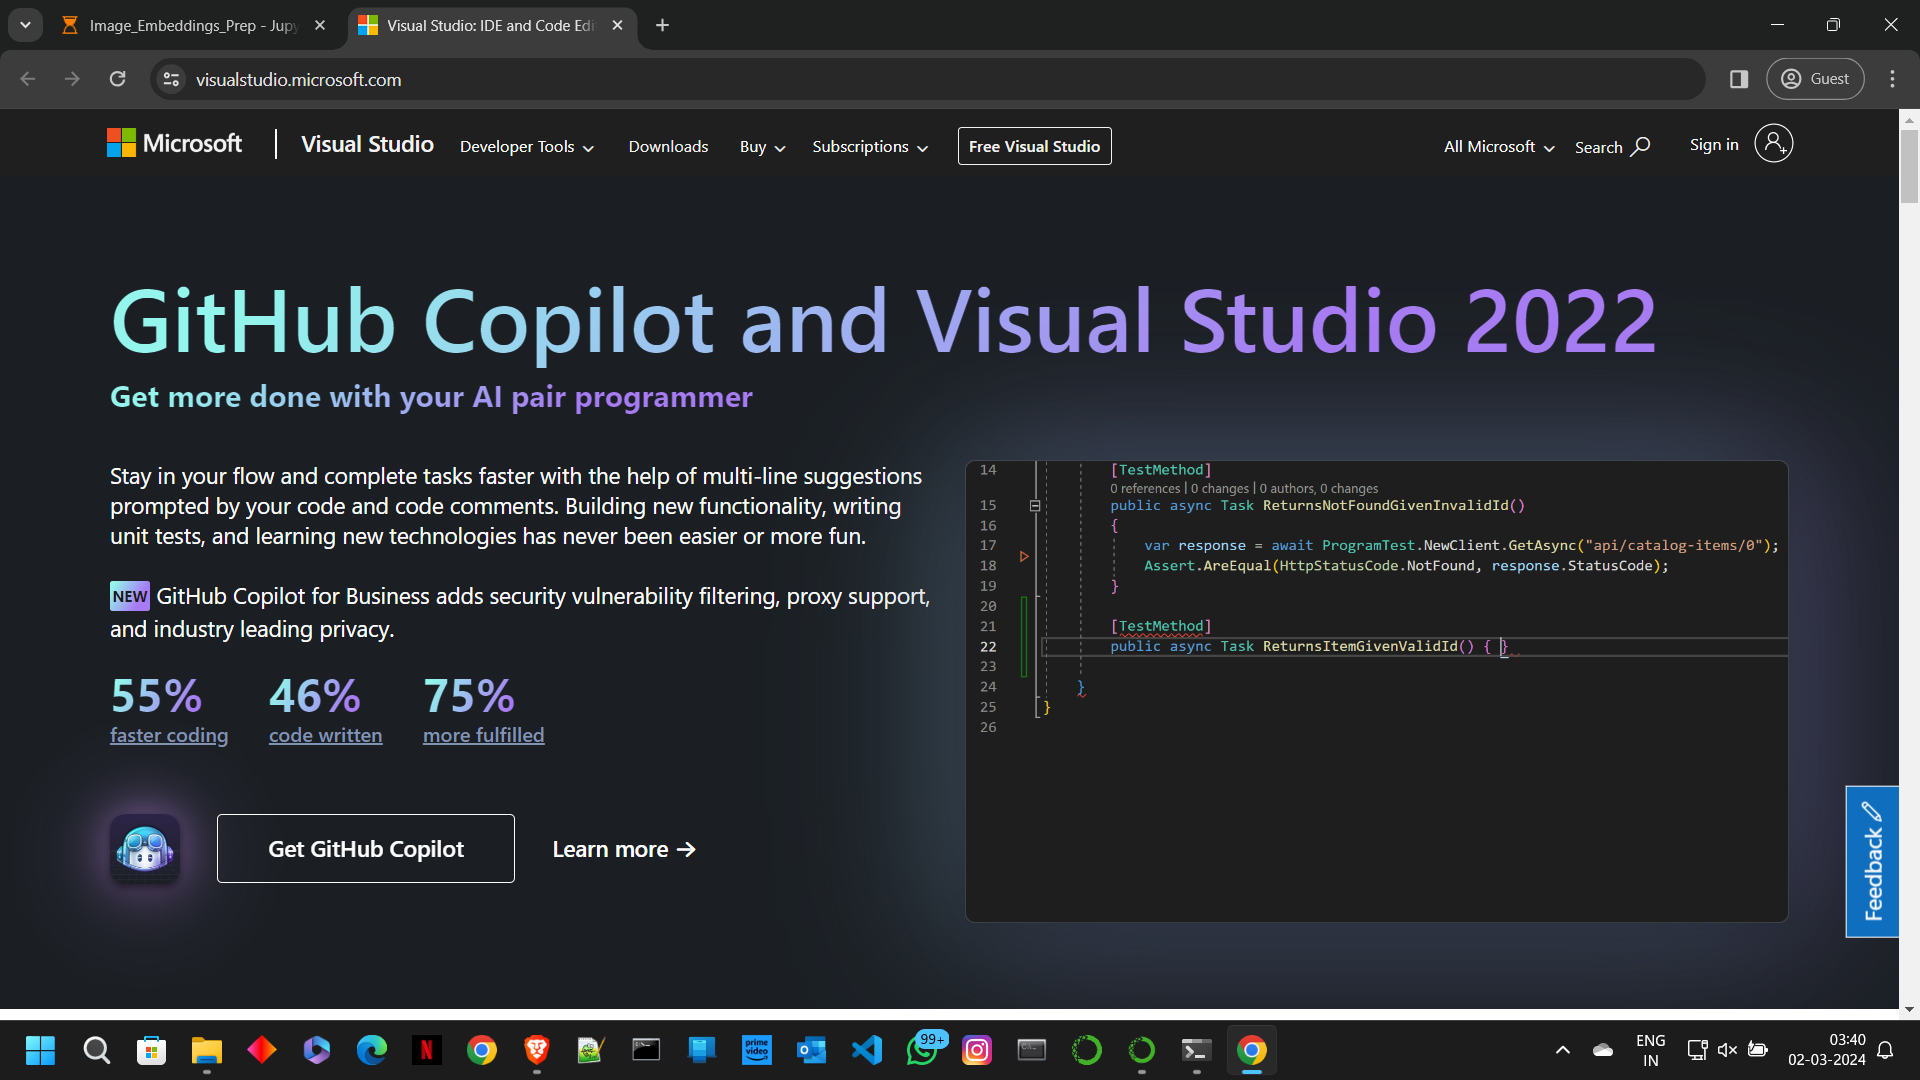 Image_Embeddings_Prep - Jupy
Visual Studio: IDE and Code Edi
visualstudio.microsoft.com
Guest
Microsoft
Visual Studio
Developer Tools
Downloads
Buy
Subscriptions
Free Visual Studio
All Microsoft
Search
Sign in
GitHub Copilot and Visual Studio 2022
Get more done with your AI pair programmer
Stay in your flow and complete tasks faster with the help of multi-line suggestions
prompted by your code and code comments. Building new functionality, writing
unit tests, and learning new technologies has never been easier or more fun.
NEW GitHub Copilot for Business adds security vulnerability filtering, proxy support,
and industry leading privacy.
55% 46% 75%
faster coding code written more fulfilled
Get GitHub Copilot
Learn more →
14 [TestMethod]
0 references | 0 changes | 0 authors, 0 changes
15 public async Task ReturnsNotFoundGivenInvalidId()
16 {
17 var response = await ProgramTest.NewClient.GetAsync("api/catalog-items/0");
18 Assert.AreEqual(HttpStatusCode.NotFound, response.StatusCode);
19 }
20
21 [TestMethod]
22 public async Task ReturnsItemGivenValidId() { }
23
24 }
25 }
26
Feedback
N
prime
video
99+
ENG
IN
03:40
02-03-2024